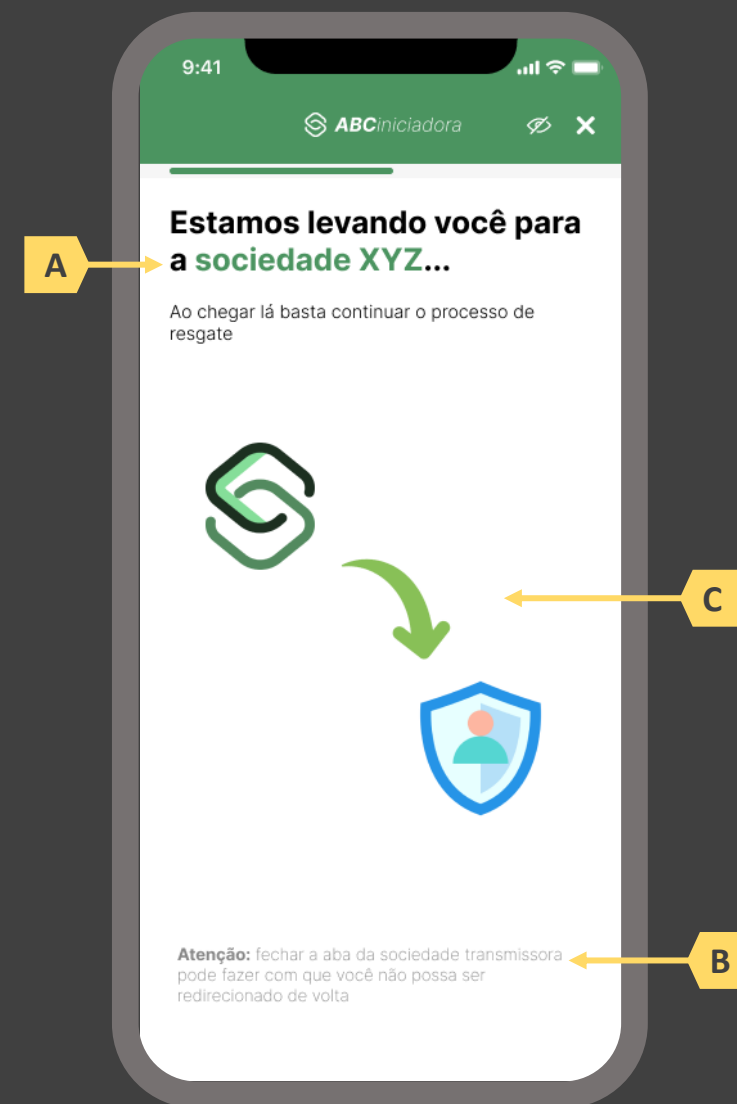 9:41
ABCiniciadora
Estamos levando você para
a sociedade XYZ...
A
Ao chegar lá basta continuar o processo de
resgate
C
Atenção: fechar a aba da sociedade transmissora
pode fazer com que você não possa ser
redirecionado de volta
B